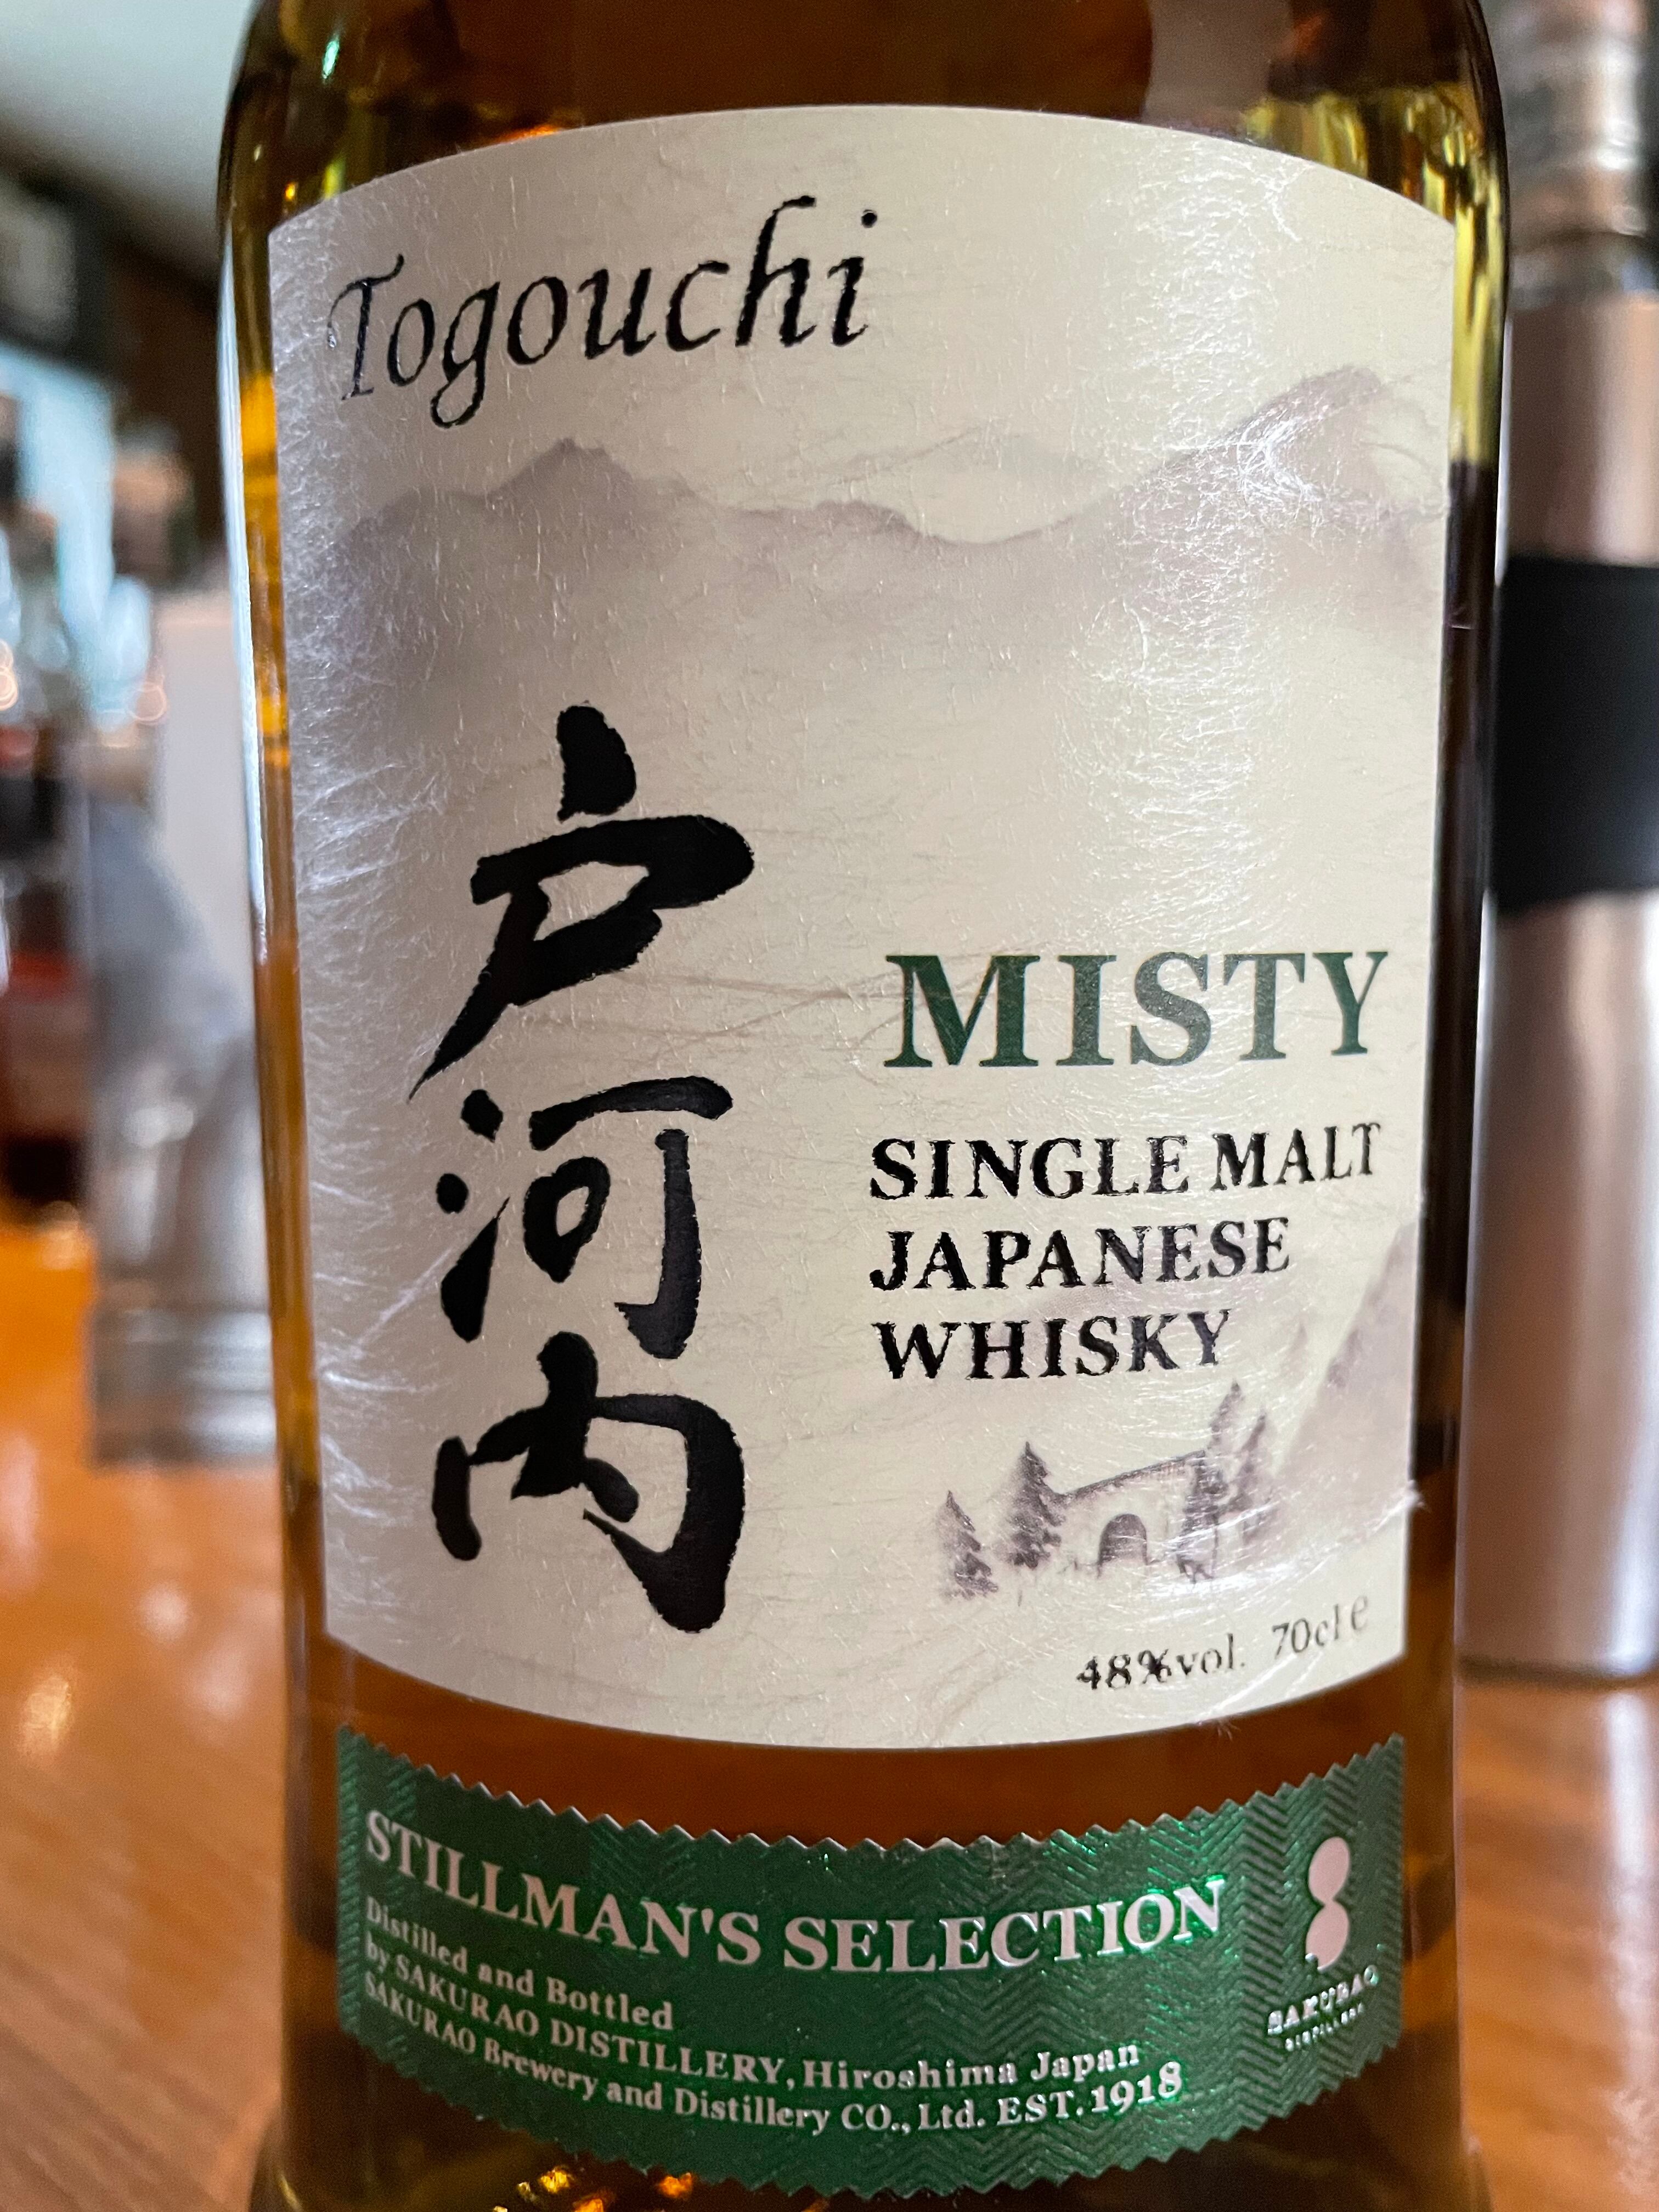 Togouchi
戸河内
MISTY
SINGLE MALT
JAPANESE
WHISKY
48%vol. 70cl e
STILLMAN'S SELECTION
Distilled and Bottled
by SAKURAO DISTILLERY, Hiroshima Japan
SAKURAO Brewery and Distillery CO., Ltd. EST. 1918
SAKURAO
DISTILLERY